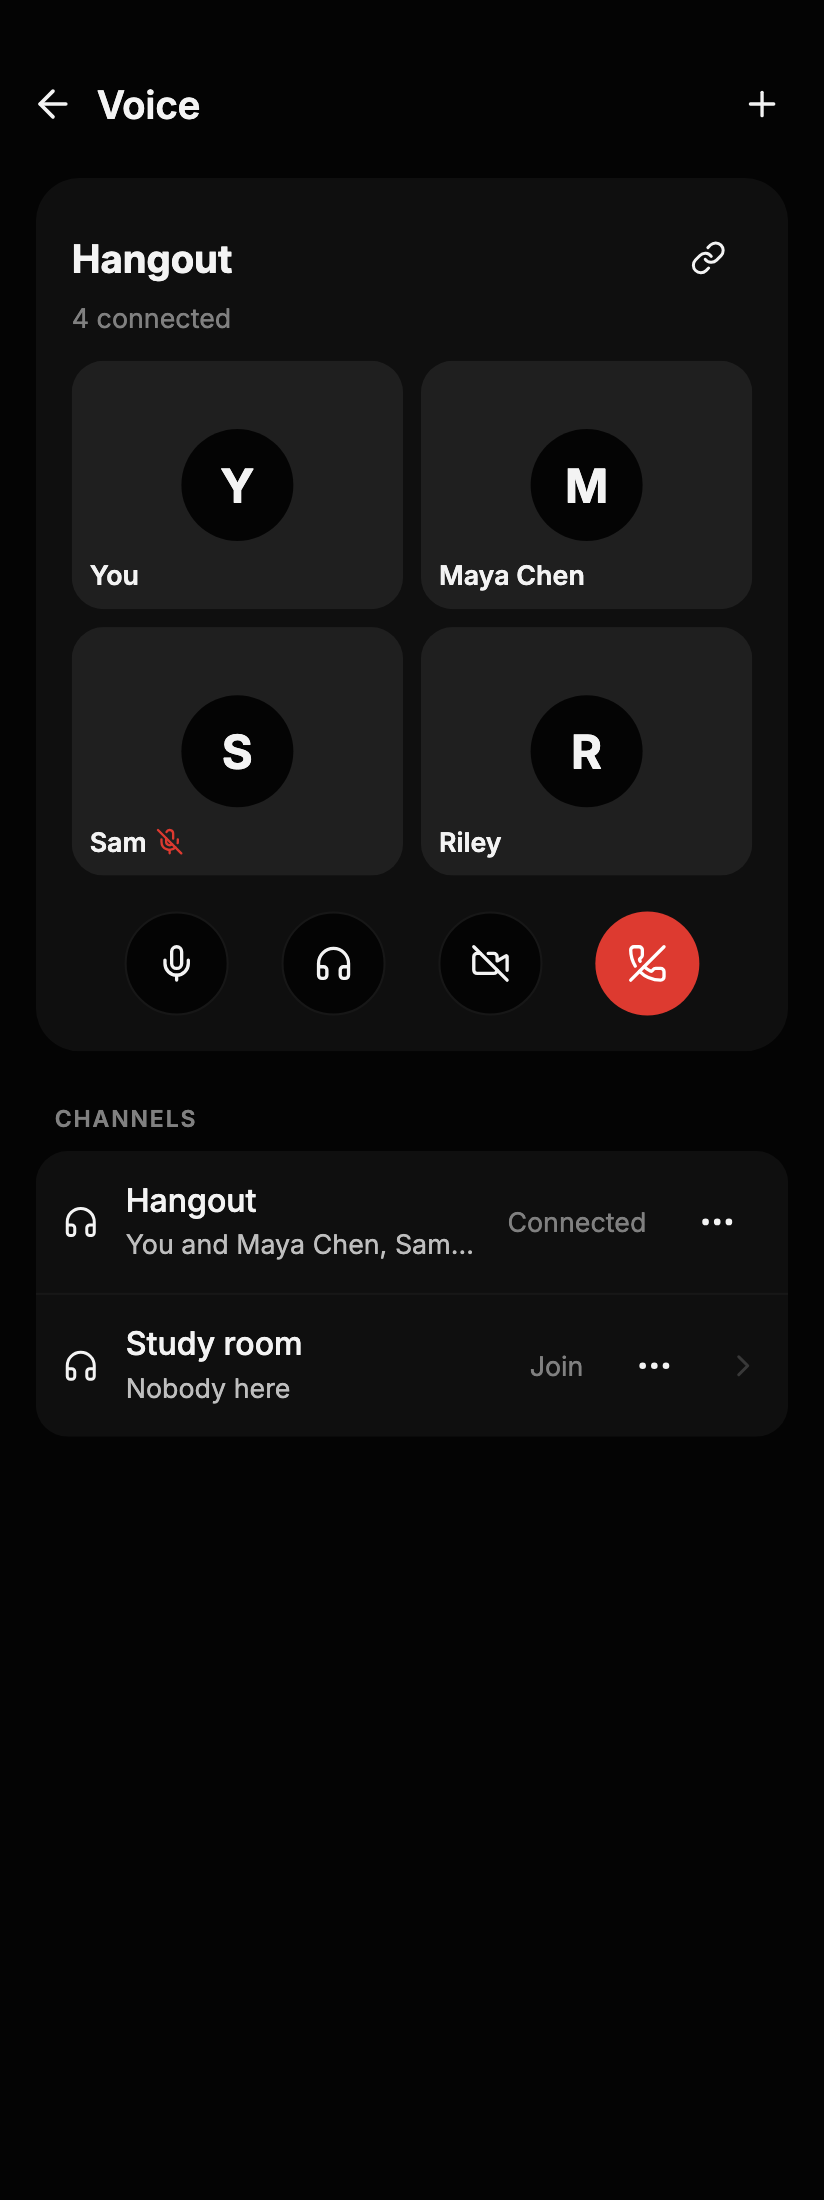 Voice
Hangout
4 connected
Y
You
M
Maya Chen
S
Sam
R
Riley
CHANNELS
Hangout
You and Maya Chen, Sam...
Connected
Study room
Nobody here
Join